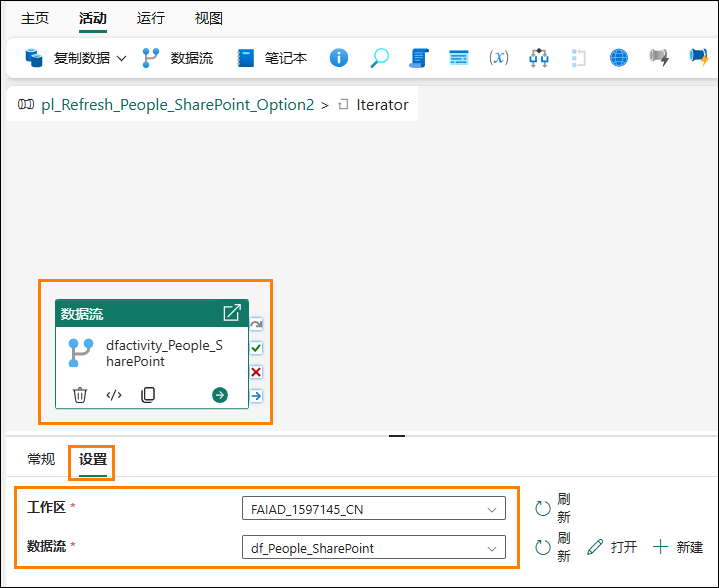 主页 活动 运行 视图
复制数据 数据流 笔记本 (x)
pl_Refresh_People_SharePoint_Option2 > Iterator
数据流
dfactivity_People_S
harePoint
常规 设置
工作区 * FAIAD_1597145_CN 刷
新
数据流 * df_People_SharePoint 刷
新 打开 新建